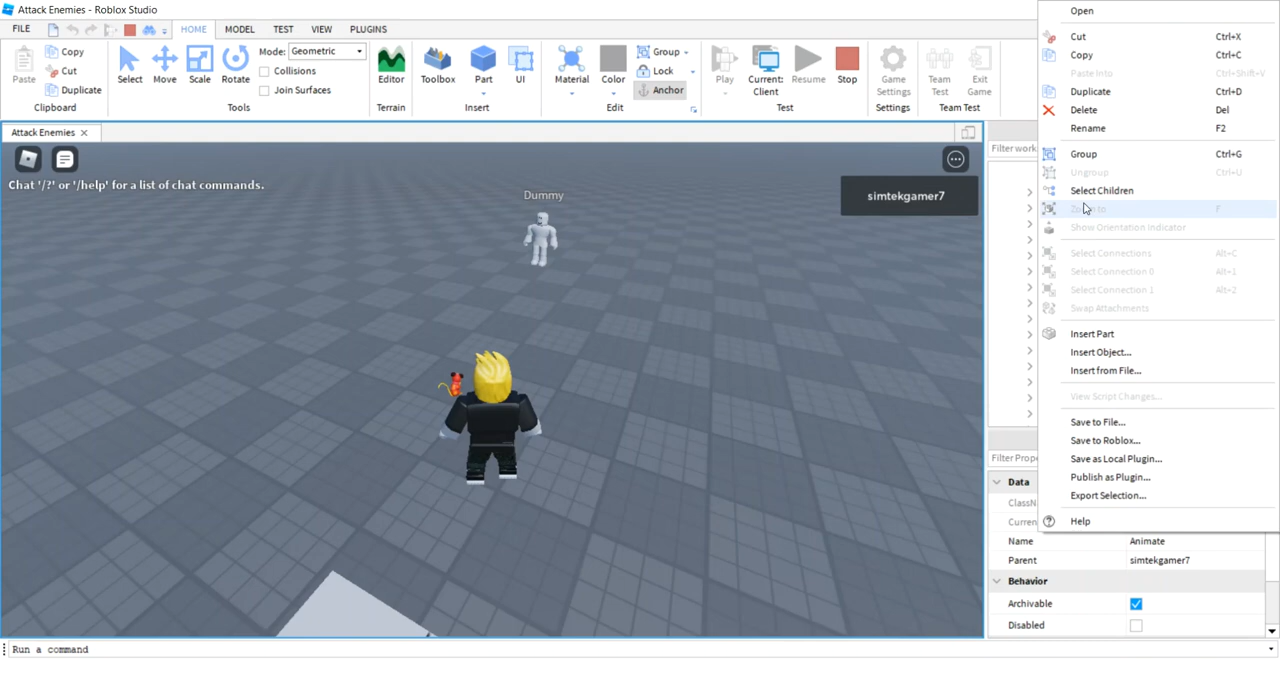 Attack Enemies - Roblox Studio
FILE HOME MODEL TEST VIEW PLUGINS
Paste
Copy
Cut
Duplicate
Clipboard
Select Move Scale Rotate
Mode: Geometric
Collisions
Join Surfaces
Tools
Editor
Terrain
Toolbox Part UI
Insert
Material Color
Group
Lock
Anchor
Edit
Play
Current:
Client
Resume Stop
Test
Game
Settings
Settings
Team
Test
Exit
Game
Team Test
Attack Enemies
Chat '/?' or '/help' for a list of chat commands.
Dummy
simtekgamer7
Filter work
Open
Cut Ctrl+X
Copy Ctrl+C
Paste Into Ctrl+Shift+V
Duplicate Ctrl+D
Delete Del
Rename F2
Group Ctrl+G
Ungroup Ctrl+U
Select Children
to F
Show Orientation Indicator
Select Connections Alt+C
Select Connection 0 Alt+1
Select Connection 1 Alt+2
Swap Attachments
Insert Part
Insert Object...
Insert from File...
View Script Changes...
Save to File...
Save to Roblox...
Save as Local Plugin...
Publish as Plugin...
Export Selection...
Help
Filter Prope
Data
ClassN
Curren
Name Animate
Parent simtekgamer7
Behavior
Archivable
Disabled
Run a command